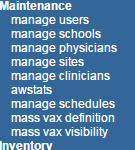 Maintenance
manage users
manage schools
manage physicians
manage sites
manage clinicians
awstats
manage schedules
mass vax definition
mass vax visibility
Inventory